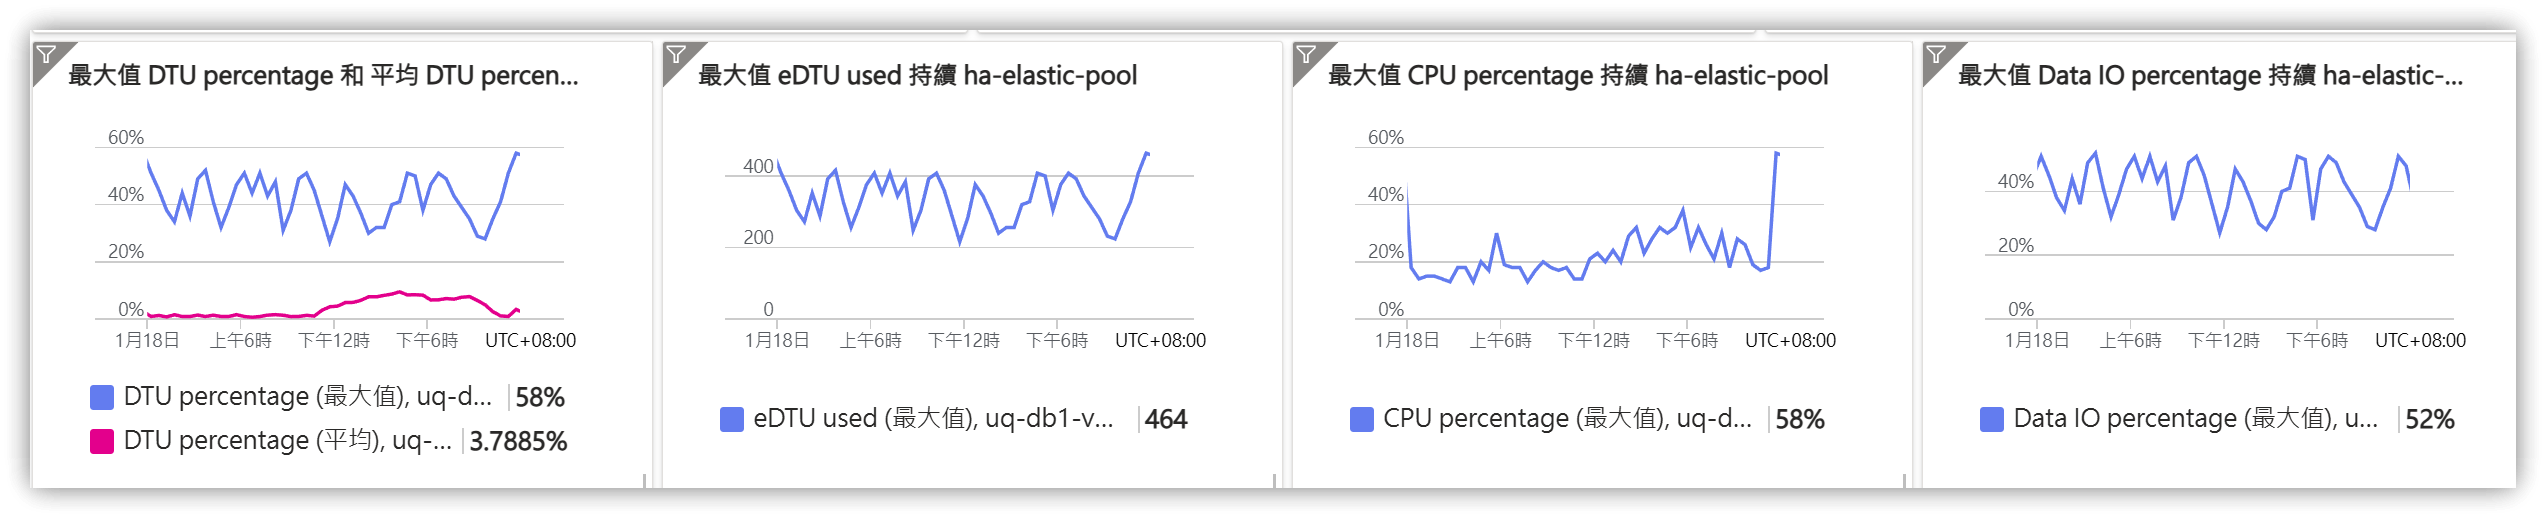 最大值 DTU percentage 和 平均 DTU percen...
60%
40%
20%
0%
1月18日 上午6時 下午12時 下午6時 UTC+08:00
DTU percentage (最大值), uq-d... 58%
DTU percentage (平均), uq-... 3.7885%
最大值 eDTU used 持續 ha-elastic-pool
400
200
0
1月18日 上午6時 下午12時 下午6時 UTC+08:00
eDTU used (最大值), uq-db1-v... 464
最大值 CPU percentage 持續 ha-elastic-pool
60%
40%
20%
0%
1月18日 上午6時 下午12時 下午6時 UTC+08:00
CPU percentage (最大值), uq-d... 58%
最大值 Data IO percentage 持續 ha-elastic-...
40%
20%
0%
1月18日 上午6時 下午12時 下午6時 UTC+08:00
Data IO percentage (最大值), u... 52%